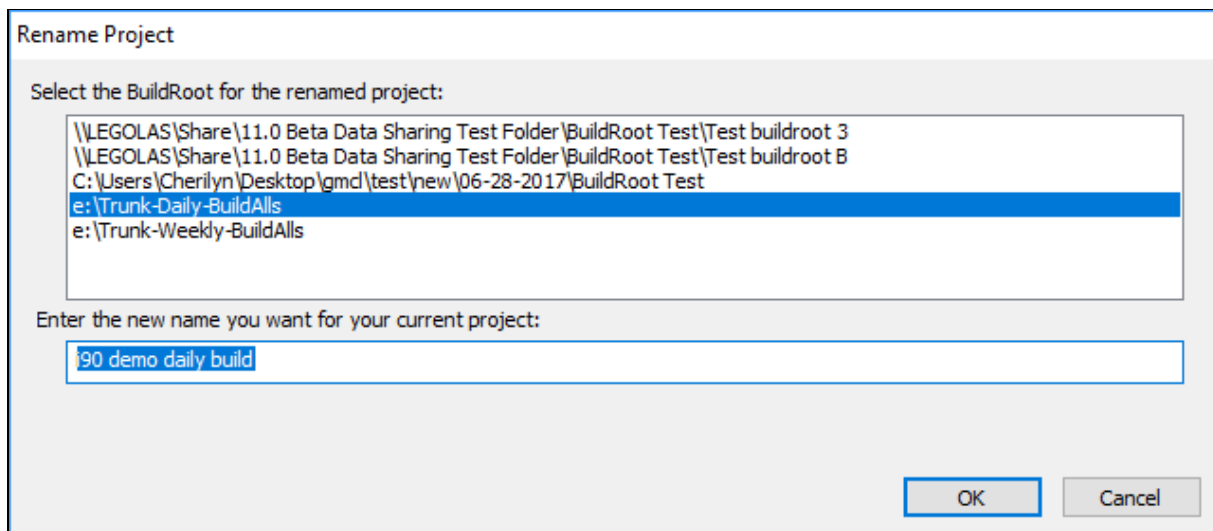 Rename Project
Select the BuildRoot for the renamed project:
\\LEGOLAS\Share\11.0 Beta Data Sharing Test Folder\BuildRoot Test\Test buildroot 3
\\LEGOLAS\Share\11.0 Beta Data Sharing Test Folder\BuildRoot Test\Test buildroot B
C:\Users\Cherilyn\Desktop\gmcl\test\new\06-28-2017\BuildRoot Test
e:\Trunk-Daily-BuildAlls
e:\Trunk-Weekly-BuildAlls
Enter the new name you want for your current project:
i90 demo daily build
OK
Cancel